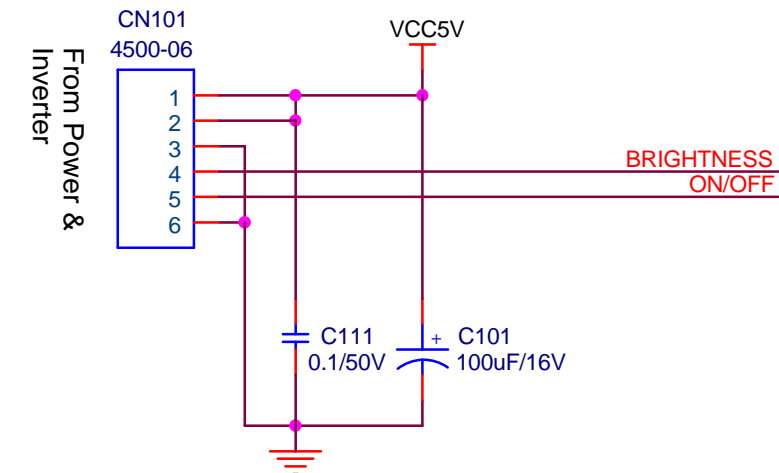 CN101
4500-06
From Power &
Inverter
1
2
3
4
5
6
VCC5V
BRIGHTNESS
ON/OFF
C111
0.1/50V
+
C101
100uF/16V